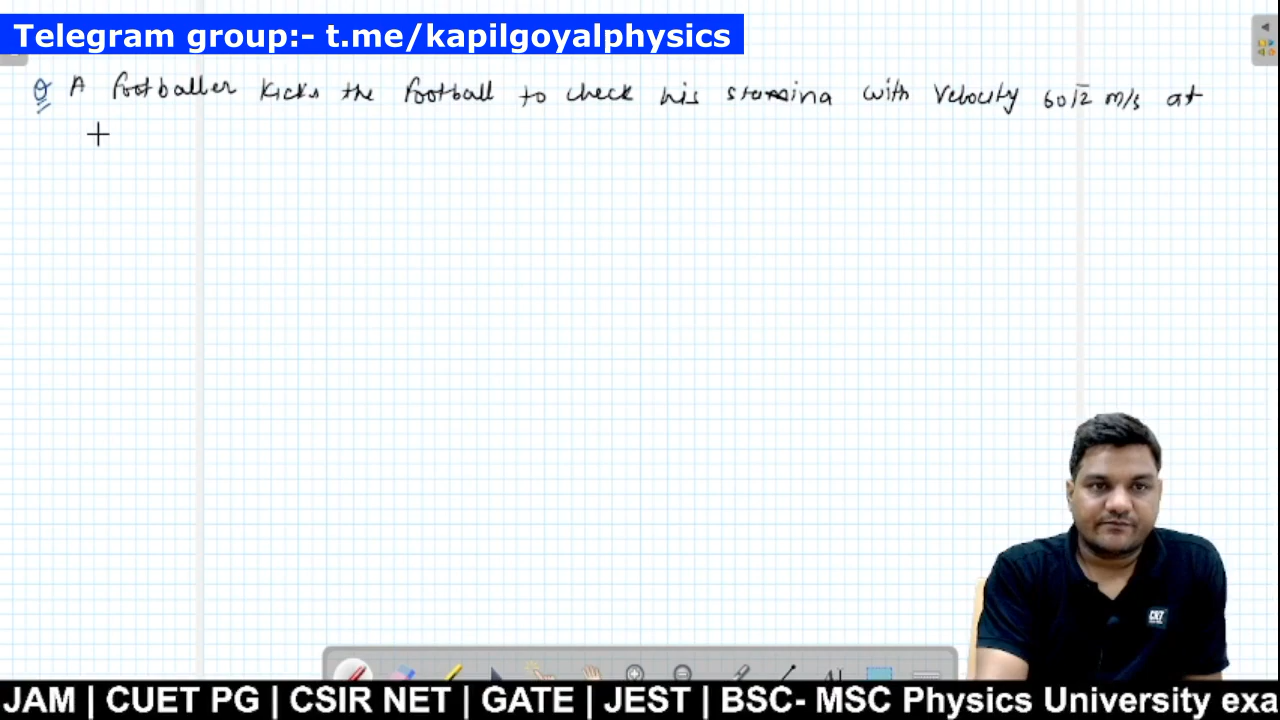 Telegram group:- t.me/kapilgoyalphysics
Q A footballer kicks the football to check his stamina with velocity 60√2 m/s at
CRT
JAM | CUET PG | CSIR NET | GATE | JEST | BSC- MSC Physics University exa